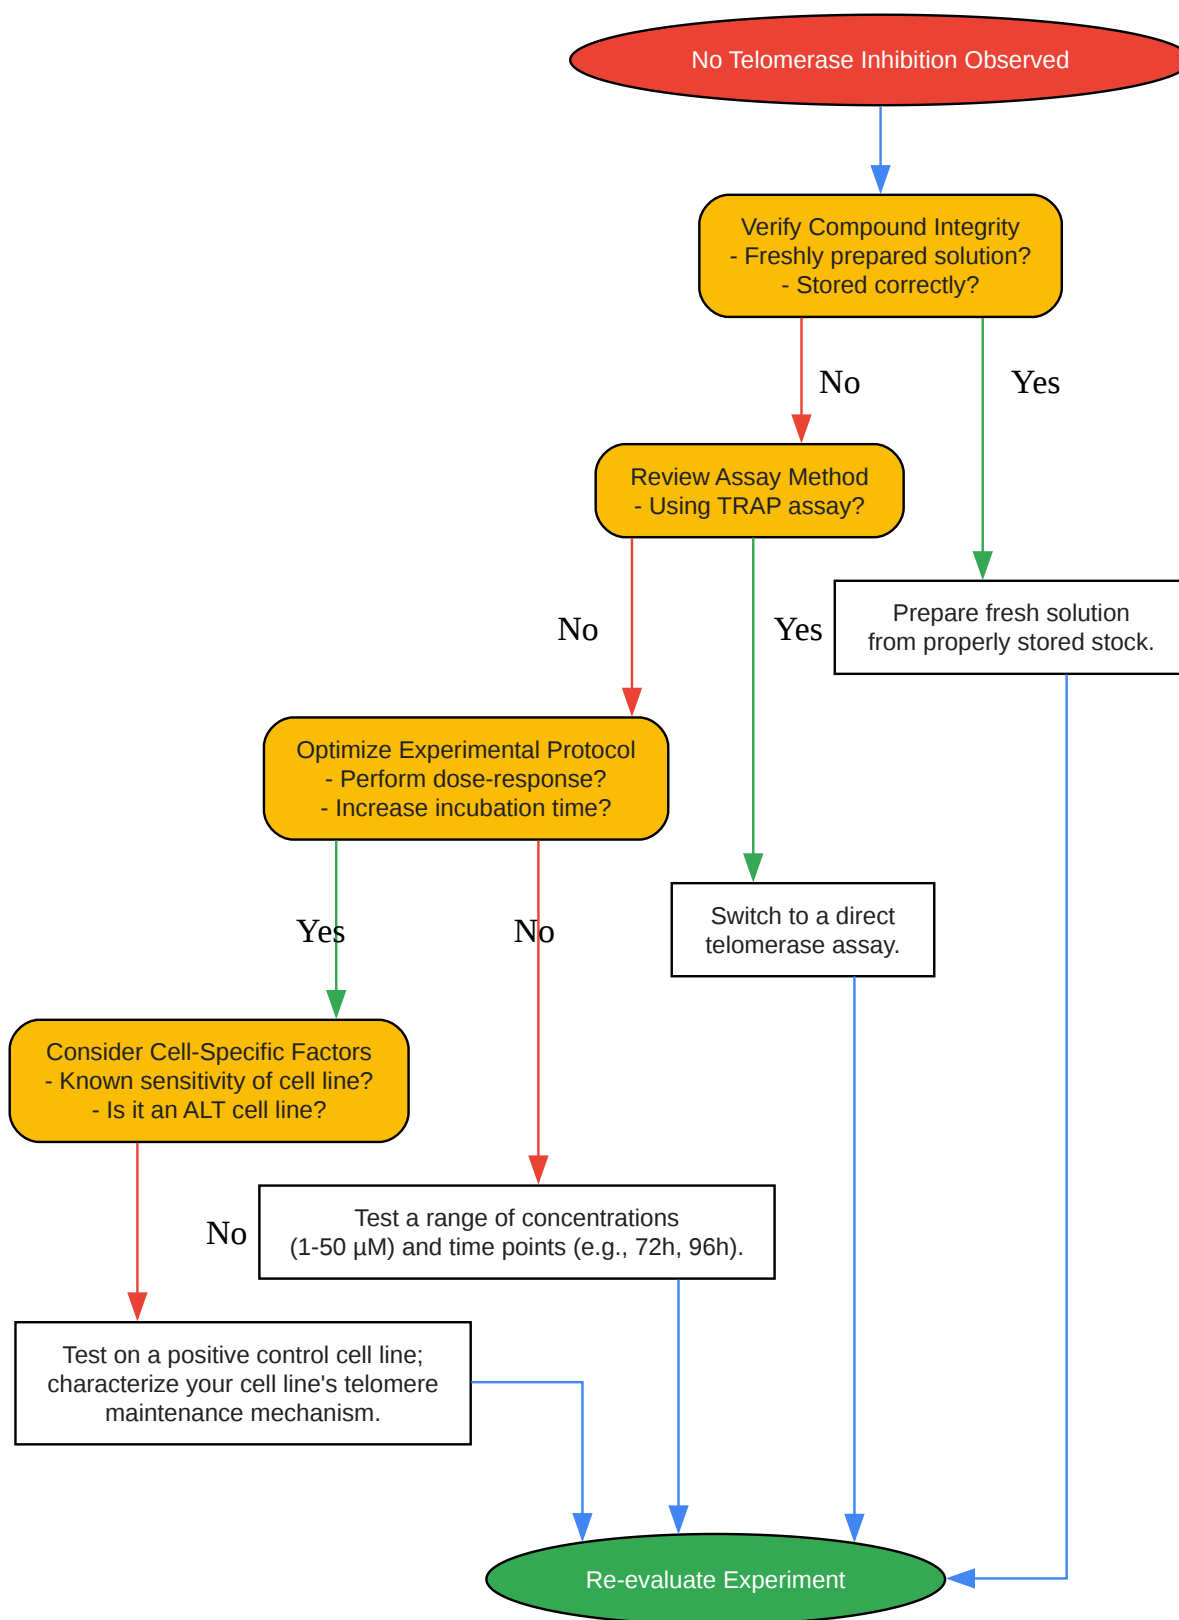 No Telomerase Inhibition Observed
Verify Compound Integrity
- Freshly prepared solution?
- Stored correctly?
No
Yes
Review Assay Method
- Using TRAP assay?
Prepare fresh solution
from properly stored stock.
No
Yes
Optimize Experimental Protocol
- Perform dose-response?
- Increase incubation time?
Switch to a direct
telomerase assay.
Yes
No
Consider Cell-Specific Factors
- Known sensitivity of cell line?
- Is it an ALT cell line?
No
Test a range of concentrations
(1-50 µM) and time points (e.g., 72h, 96h).
Test on a positive control cell line;
characterize your cell line's telomere
maintenance mechanism.
Re-evaluate Experiment